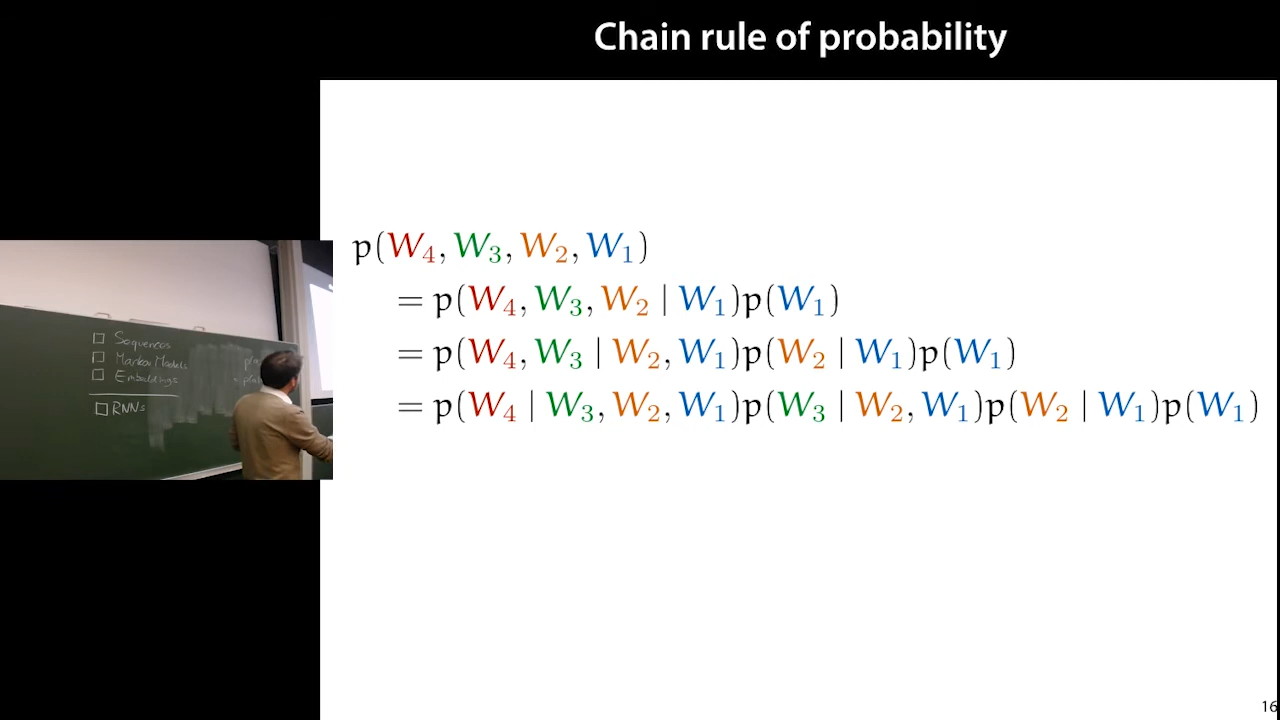 Chain rule of probability
p(W₄, W₃, W₂, W₁)
= p(W₄, W₃, W₂ | W₁)p(W₁)
= p(W₄, W₃ | W₂, W₁)p(W₂ | W₁)p(W₁)
= p(W₄ | W₃, W₂, W₁)p(W₃ | W₂, W₁)p(W₂ | W₁)p(W₁)
☐ Sequences
☐ Markov Models
☐ Embeddings
☐ RNNs
16